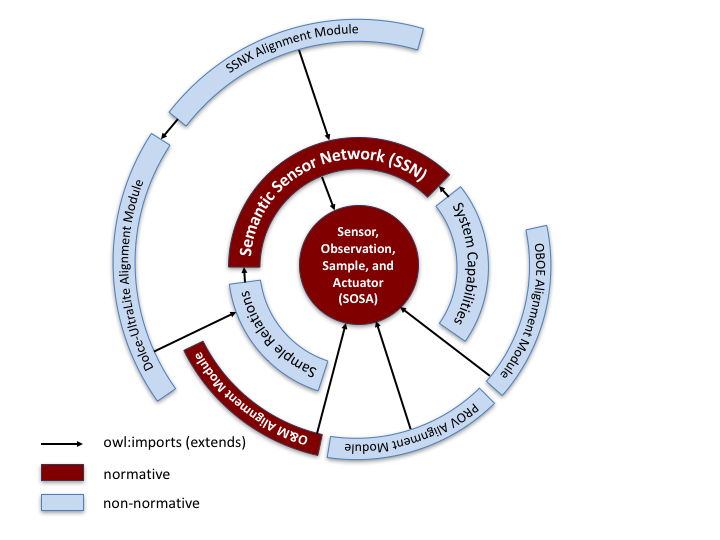 SSNX Alignment Module
Semantic Sensor Network (SSN)
Dolce-UltraLite Alignment Module
Sensor,
Observation,
Sample, and
Actuator
(SOSA)
System Capabilities
OBOE Alignment Module
Sample Relations
O&M Alignment Module
PROV Alignment Module
owl:imports (extends)
normative
non-normative